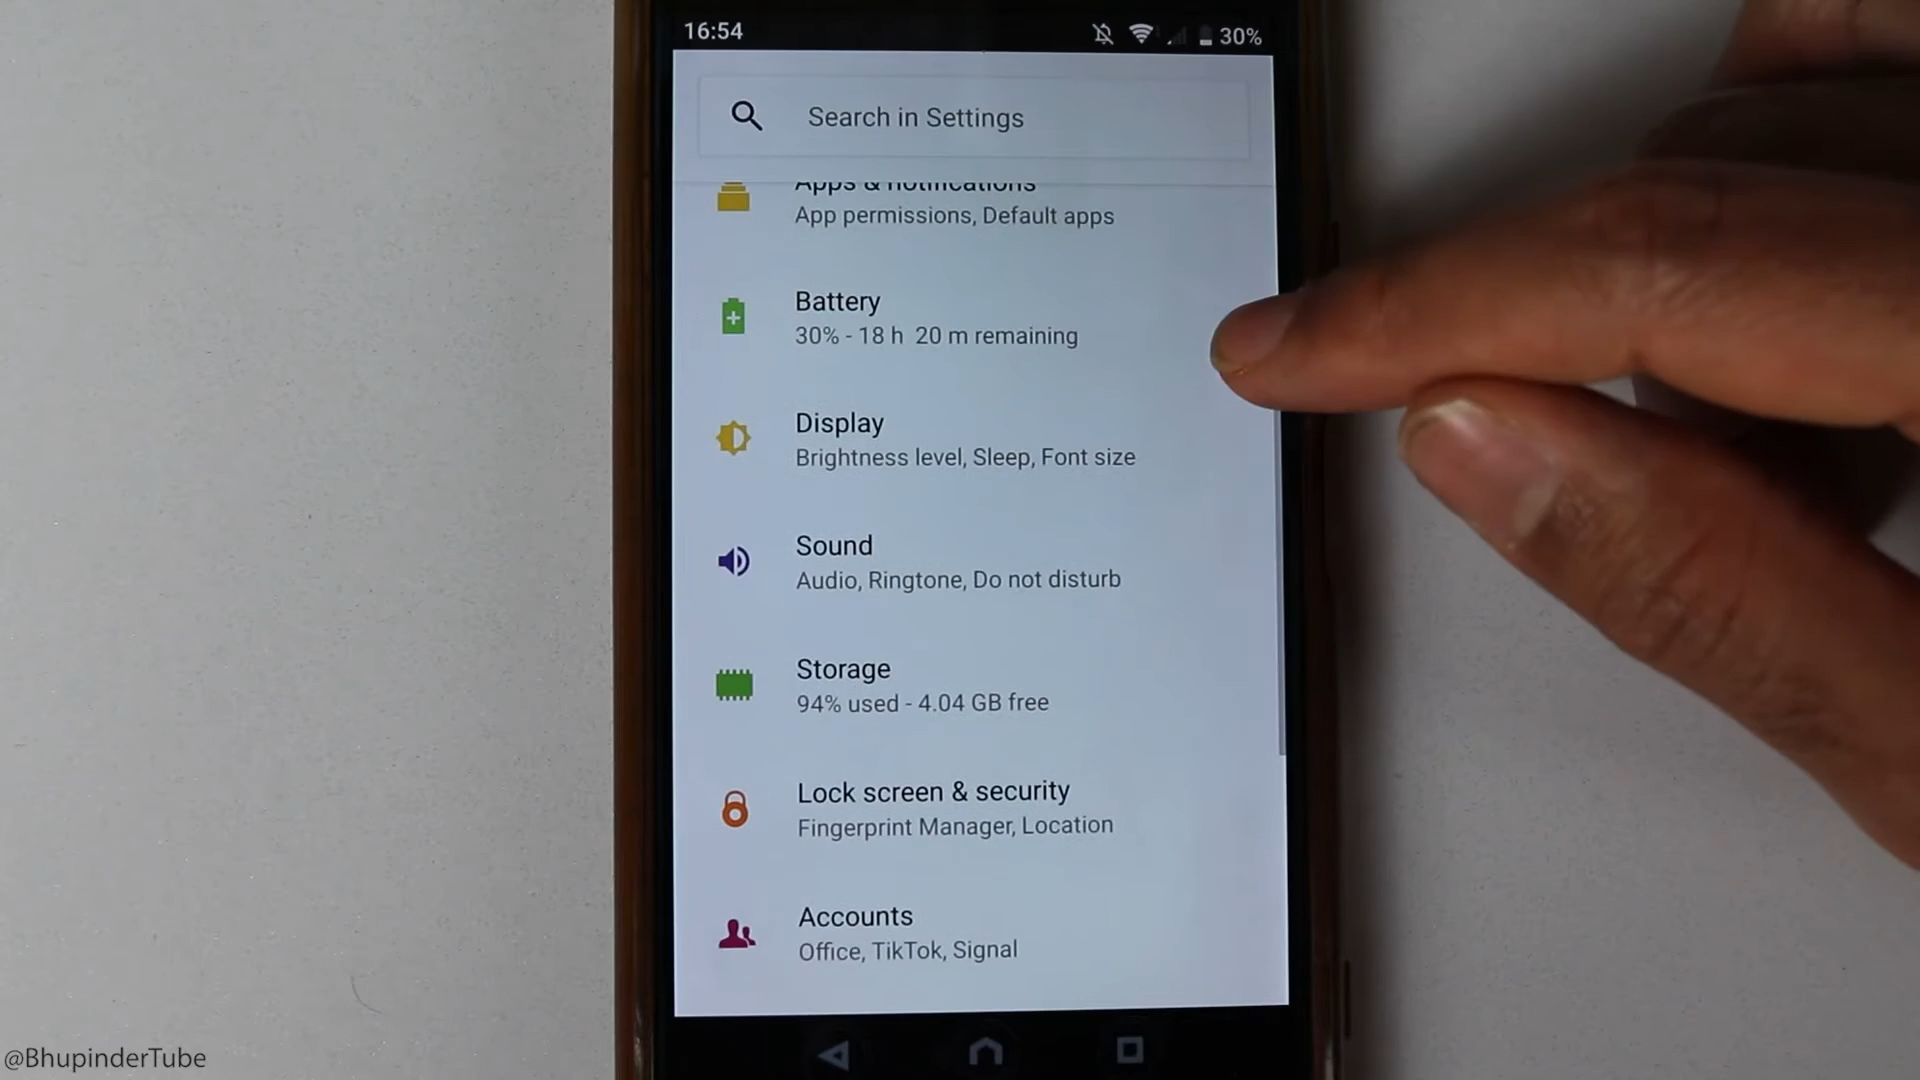 16:54
30%
Search in Settings
Apps & notifications
App permissions, Default apps
Battery
30% - 18 h 20 m remaining
Display
Brightness level, Sleep, Font size
Sound
Audio, Ringtone, Do not disturb
Storage
94% used - 4.04 GB free
Lock screen & security
Fingerprint Manager, Location
Accounts
Office, TikTok, Signal
@BhupinderTube